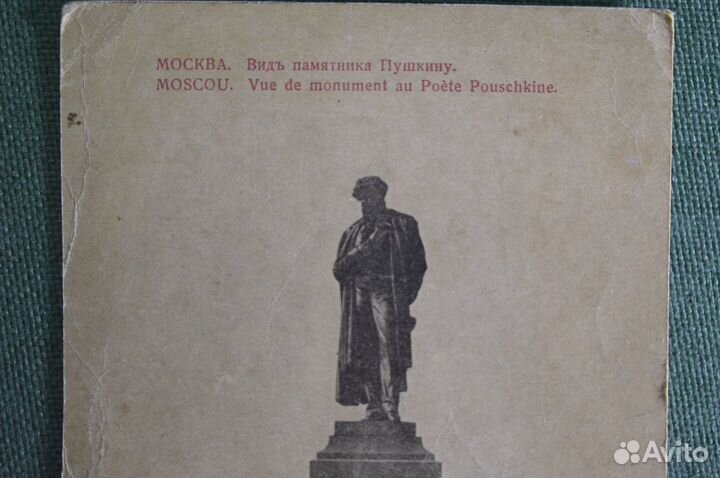 МОСКВА. Видъ памятника Пушкину.
MOSCOU. Vue de monument au Poète Pouschkine.
Avito